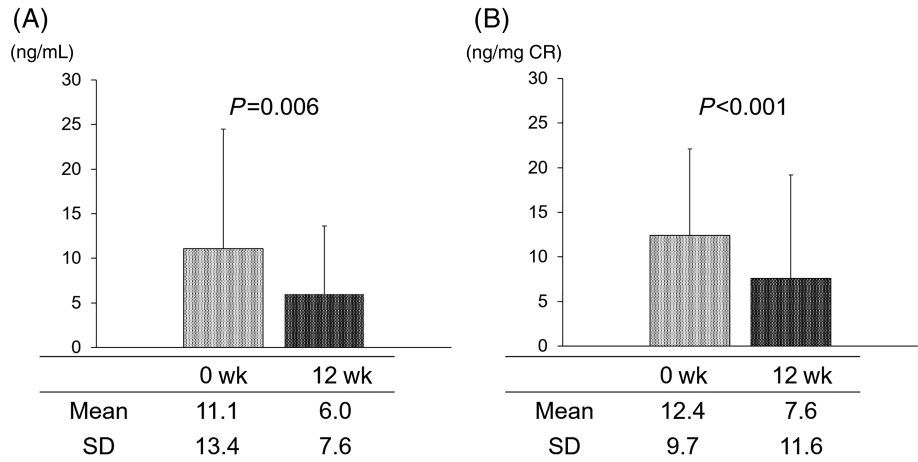 (A)
(ng/mL)
30
25
20
15
10
5
0
P=0.006
0 wk 12 wk
Mean 11.1 6.0
SD 13.4 7.6
(B)
(ng/mg CR)
30
25
20
15
10
5
0
P<0.001
0 wk 12 wk
Mean 12.4 7.6
SD 9.7 11.6